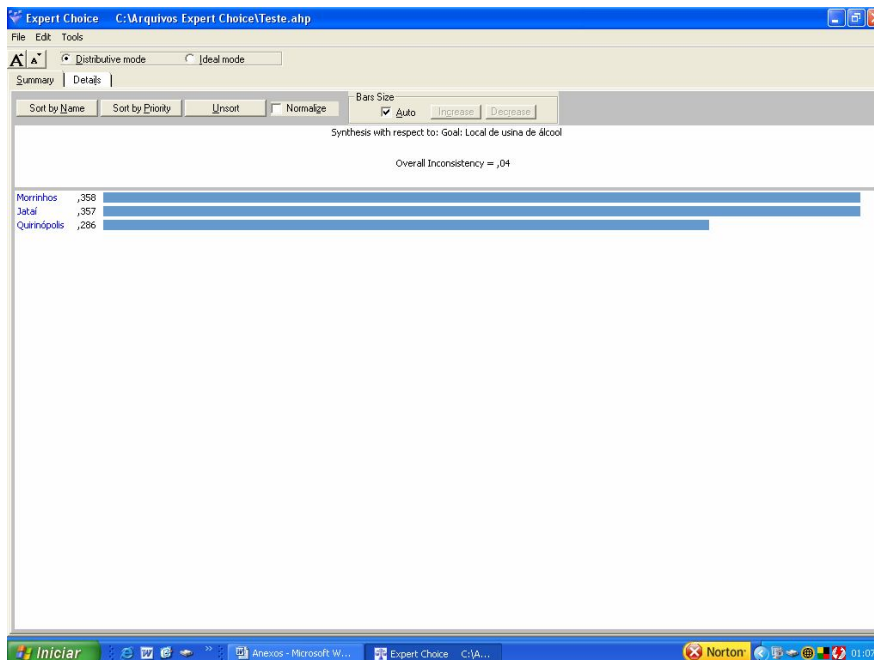 Expert Choice C:\Arquivos Expert Choice\Teste.ahp
File Edit Tools
A A Distributive mode Ideal mode
Summary Details
Sort by Name Sort by Priority Unsort Normalize Bars Size Auto Increase Decrease
Synthesis with respect to: Goal: Local de usina de álcool
Overall Inconsistency = ,04
Morrinhos ,358
Jataí ,357
Quirinópolis ,286
Iniciar Anexos - Microsoft W... Expert Choice C:\A... Norton 01:07